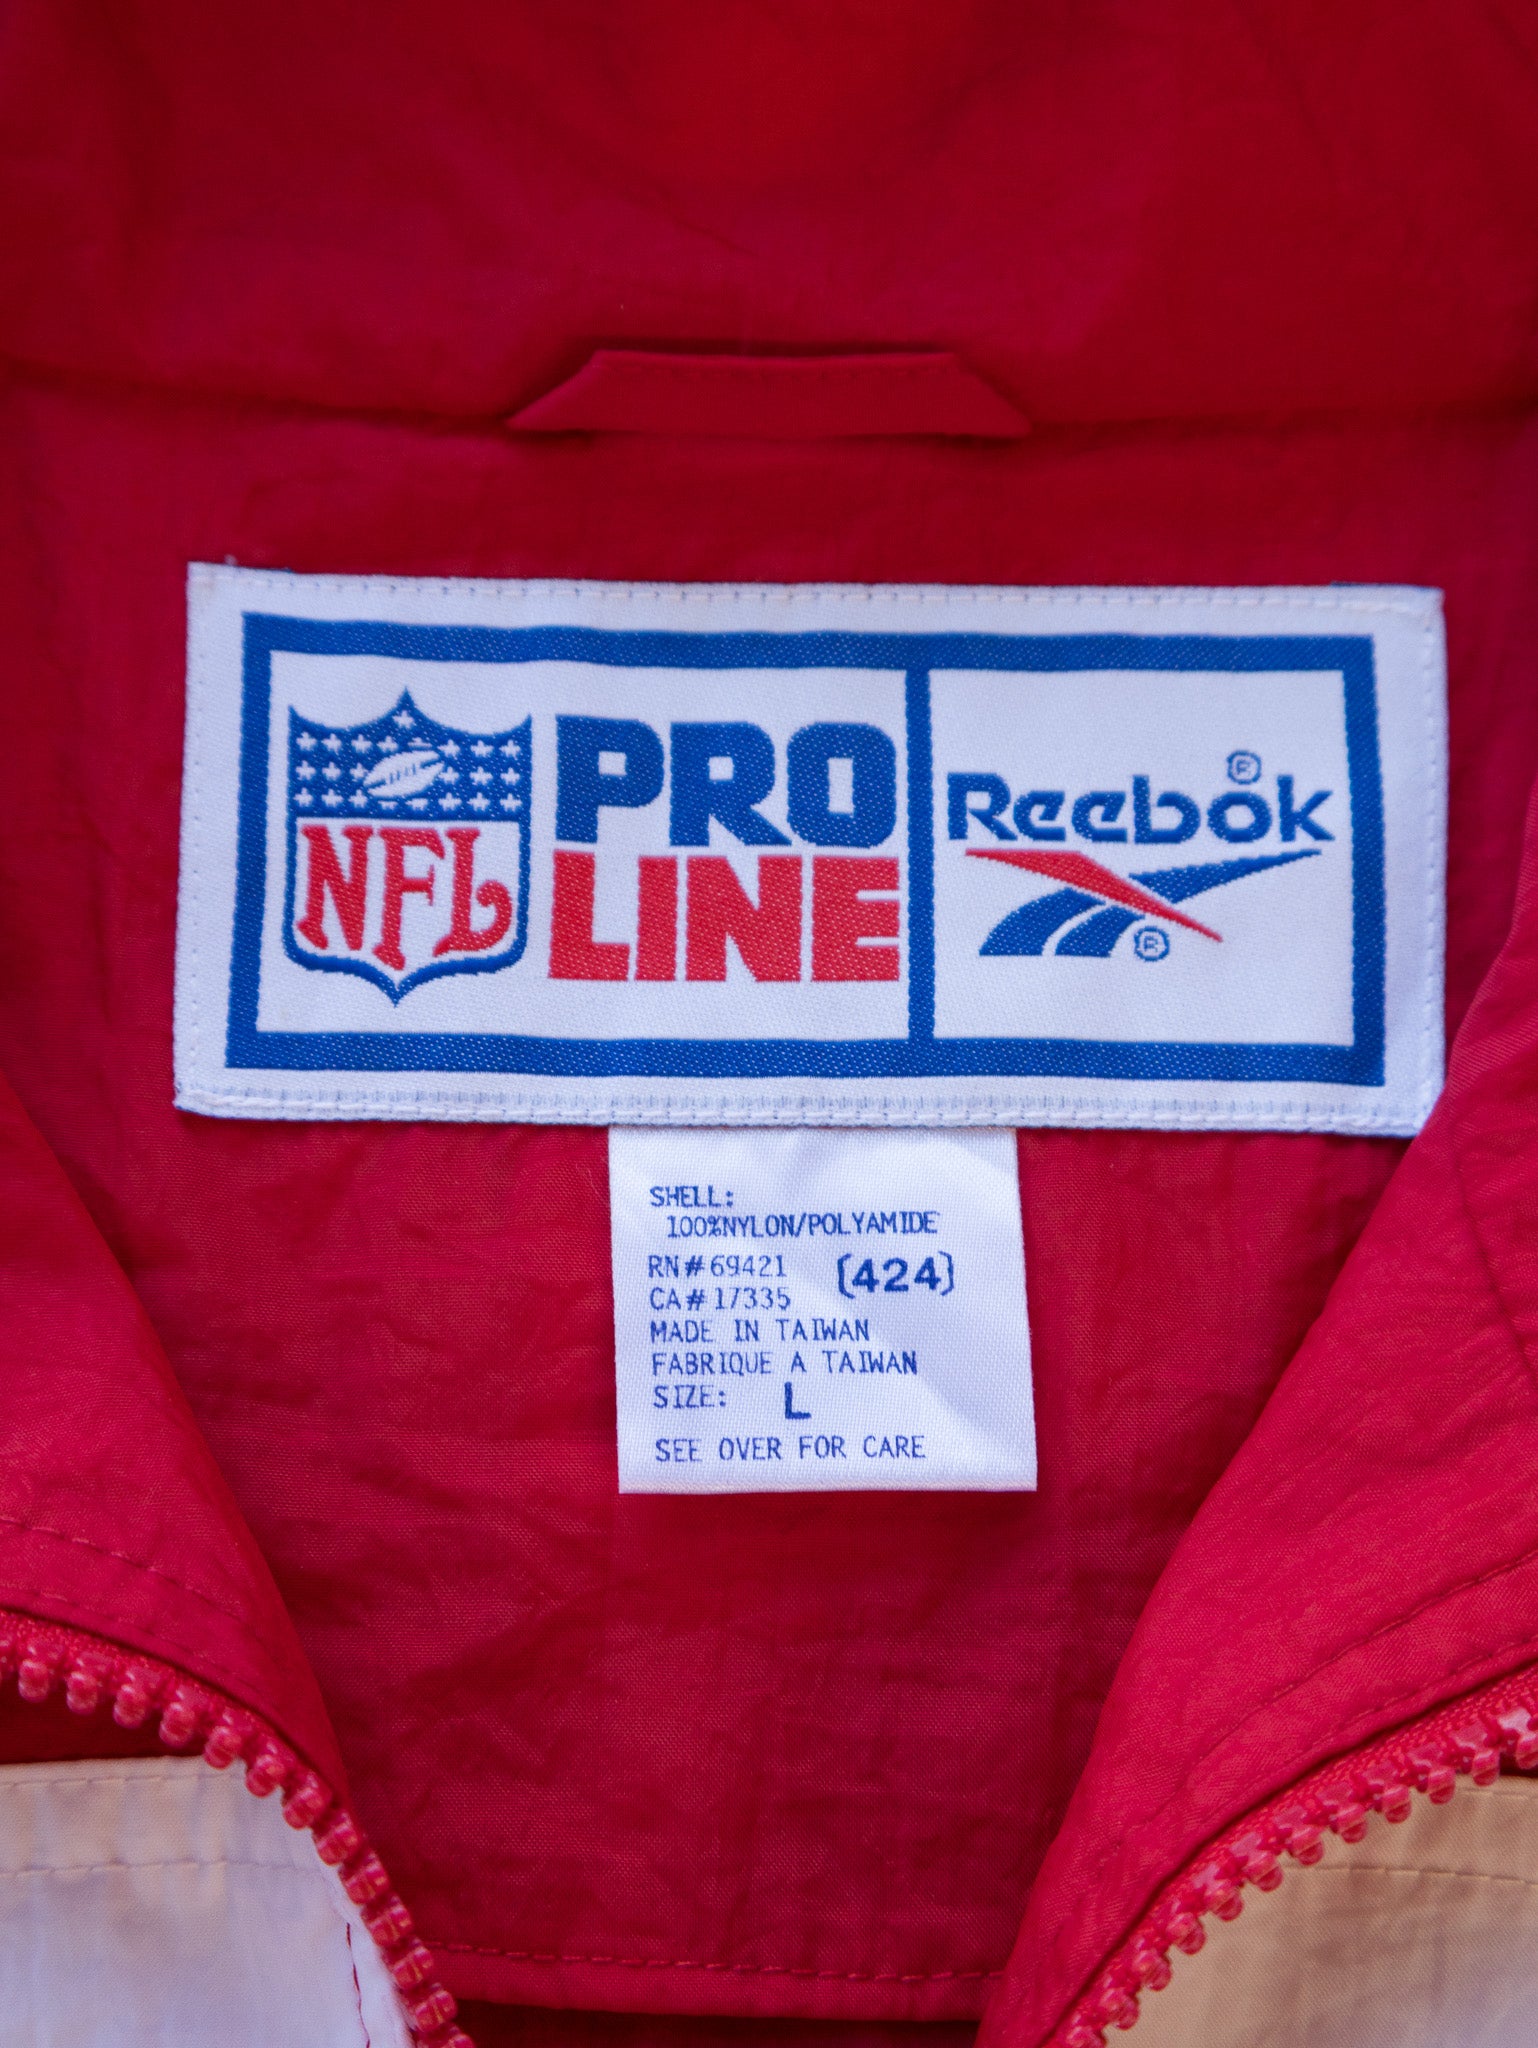 NFL
PRO
LINE
Reebok®
®
SHELL:
100%NYLON/POLYAMIDE
RN#69421 (424)
CA#17335
MADE IN TAIWAN
FABRIQUE A TAIWAN
SIZE: L
SEE OVER FOR CARE